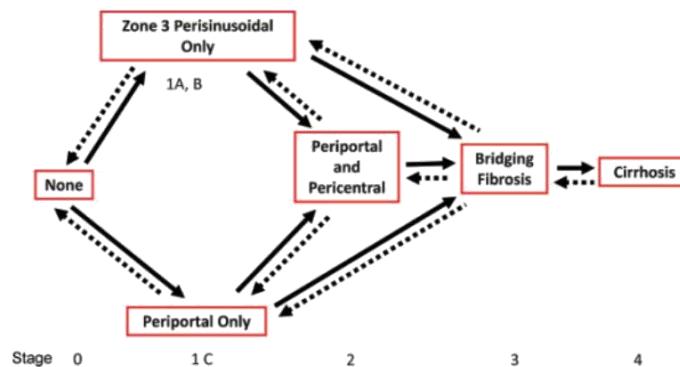 Zone 3 Perisinusoidal
Only
1A, B
Periportal
and
Pericentral
Bridging
Fibrosis
Cirrhosis
None
Periportal Only
Stage 0 1 C 2 3 4